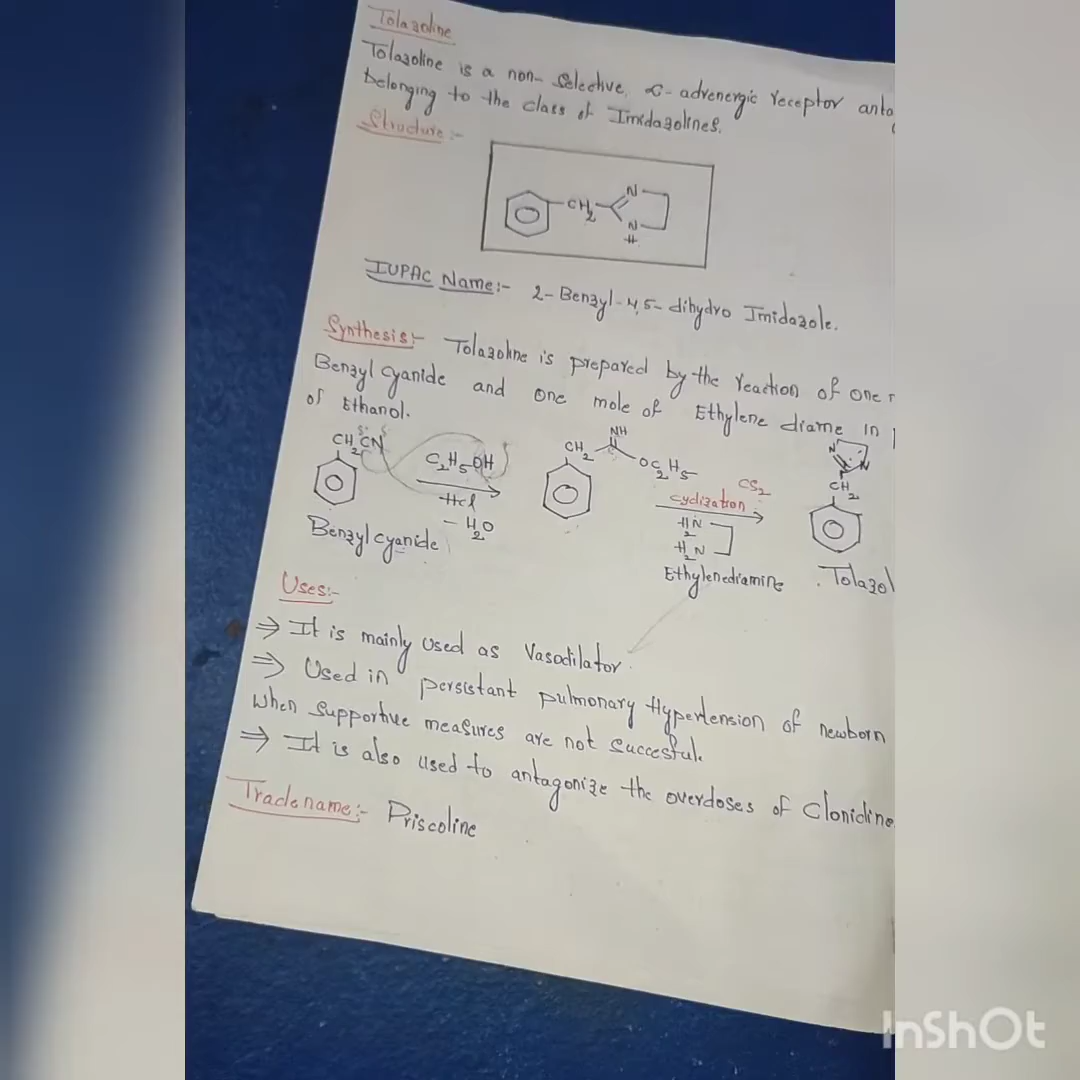 Tolazoline
Tolazoline is a non-selective, α-adrenergic receptor anta
belonging to the class of Imidazolines.
Structure:-
CH2 N
N
H
IUPAC Name:- 2-Benzyl-4,5-dihydro Imidazole.
Synthesis:- Tolazoline is prepared by the reaction of one
Benzyl cyanide and one mole of Ethylene diame in
of Ethanol.
CH2CN C2H5OH CH2 NH OC2H5 CS2 N N
HCl cyclization CH2
- H2O H2N
H2N
Benzyl cyanide Ethylenediamine Tolazol
Uses:-
⇒ It is mainly used as Vasodilator.
⇒ Used in persistant pulmonary Hypertension of newborn
when supportive measures are not succesful.
⇒ It is also used to antagonize the overdoses of Clonidine
Tradename:- Priscoline
InShOt